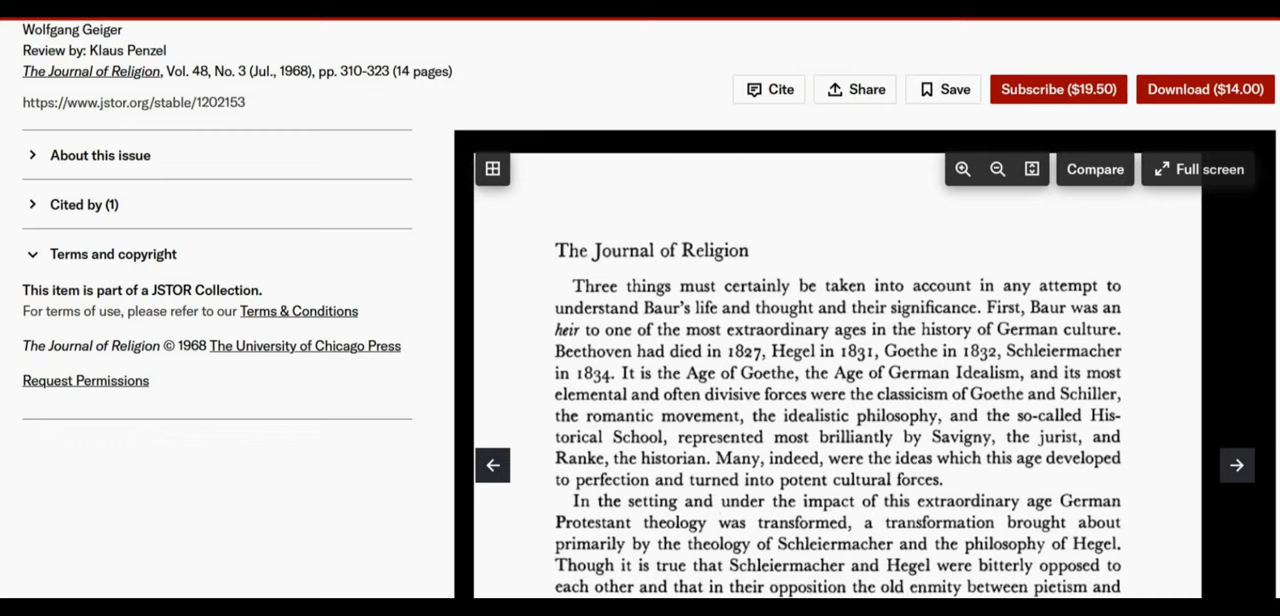 Wolfgang Geiger
Review by: Klaus Penzel
The Journal of Religion, Vol. 48, No. 3 (Jul., 1968), pp. 310-323 (14 pages)
https://www.jstor.org/stable/1202153
Cite
Share
Save
Subscribe ($19.50)
Download ($14.00)
About this issue
Cited by (1)
Terms and copyright
This item is part of a JSTOR Collection.
For terms of use, please refer to our Terms & Conditions
The Journal of Religion © 1968 The University of Chicago Press
Request Permissions
Compare
Full screen
The Journal of Religion
Three things must certainly be taken into account in any attempt to
understand Baur's life and thought and their significance. First, Baur was an
heir to one of the most extraordinary ages in the history of German culture.
Beethoven had died in 1827, Hegel in 1831, Goethe in 1832, Schleiermacher
in 1834. It is the Age of Goethe, the Age of German Idealism, and its most
elemental and often divisive forces were the classicism of Goethe and Schiller,
the romantic movement, the idealistic philosophy, and the so-called His-
torical School, represented most brilliantly by Savigny, the jurist, and
Ranke, the historian. Many, indeed, were the ideas which this age developed
to perfection and turned into potent cultural forces.
In the setting and under the impact of this extraordinary age German
Protestant theology was transformed, a transformation brought about
primarily by the theology of Schleiermacher and the philosophy of Hegel.
Though it is true that Schleiermacher and Hegel were bitterly opposed to
each other and that in their opposition the old enmity between pietism and